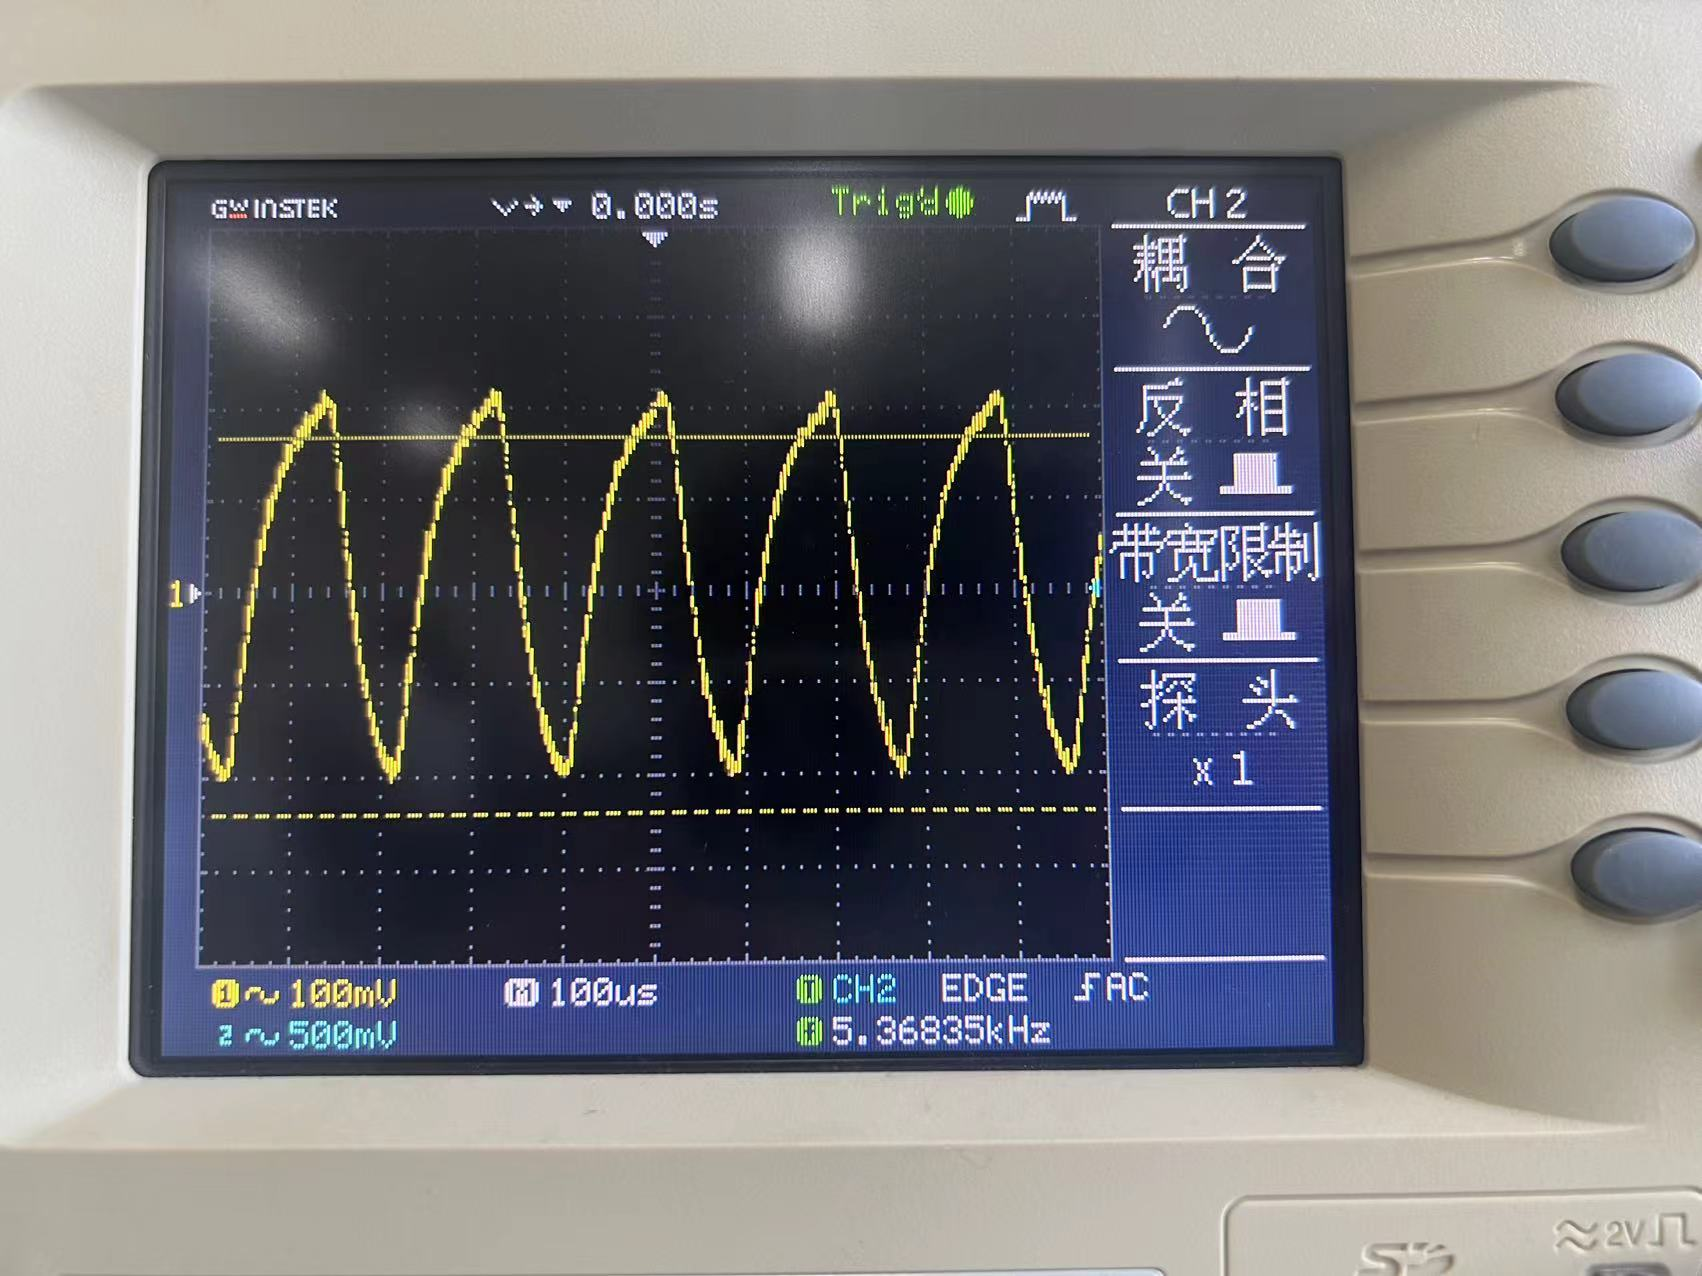 GW INSTEK 0.000s Trig'd CH2
耦 合
反 相
关
带宽限制
关
探 头
x1
1
1 100mV M 100us T CH2 EDGE AC
2 500mV 5.36835kHz
2V